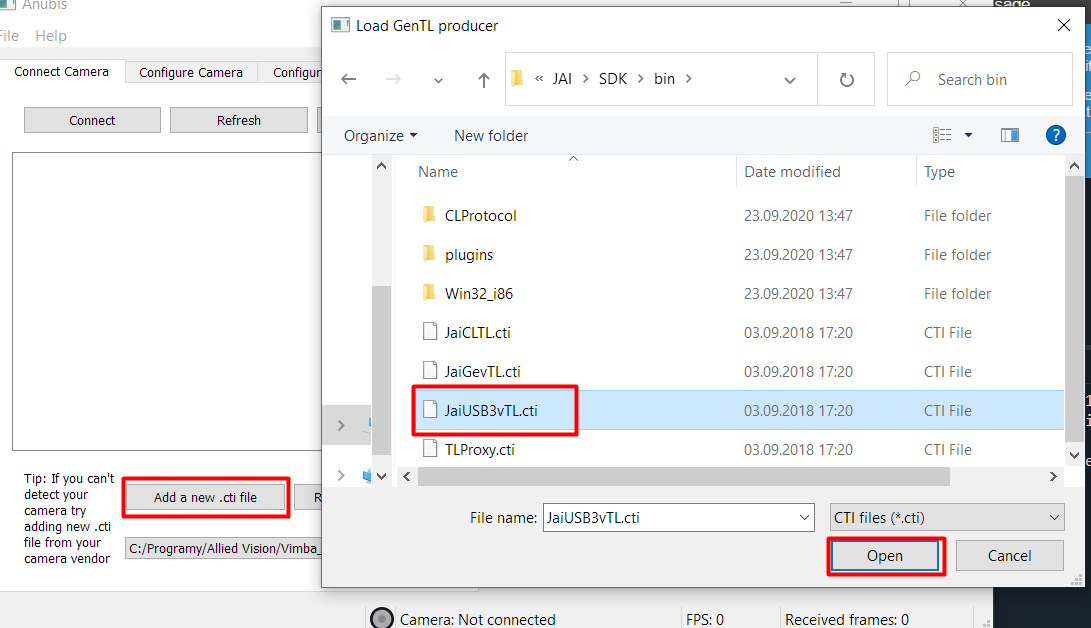 Anubis
File Help
Connect Camera Configure Camera Configur
Connect Refresh
Tip: If you can't
detect your
camera try
adding new .cti
file from your
camera vendor
Add a new .cti file R
C:/Programy/Allied Vision/Vimba_
Load GenTL producer
« JAI > SDK > bin >
Search bin
Organize New folder
Name Date modified Type
CLProtocol 23.09.2020 13:47 File folder
plugins 23.09.2020 13:47 File folder
Win32_i86 23.09.2020 13:47 File folder
JaiCLTL.cti 03.09.2018 17:20 CTI File
JaiGevTL.cti 03.09.2018 17:20 CTI File
JaiUSB3vTL.cti 03.09.2018 17:20 CTI File
TLProxy.cti 03.09.2018 17:20 CTI File
File name: JaiUSB3vTL.cti CTI files (*.cti)
Open Cancel
Camera: Not connected FPS: 0 Received frames: 0